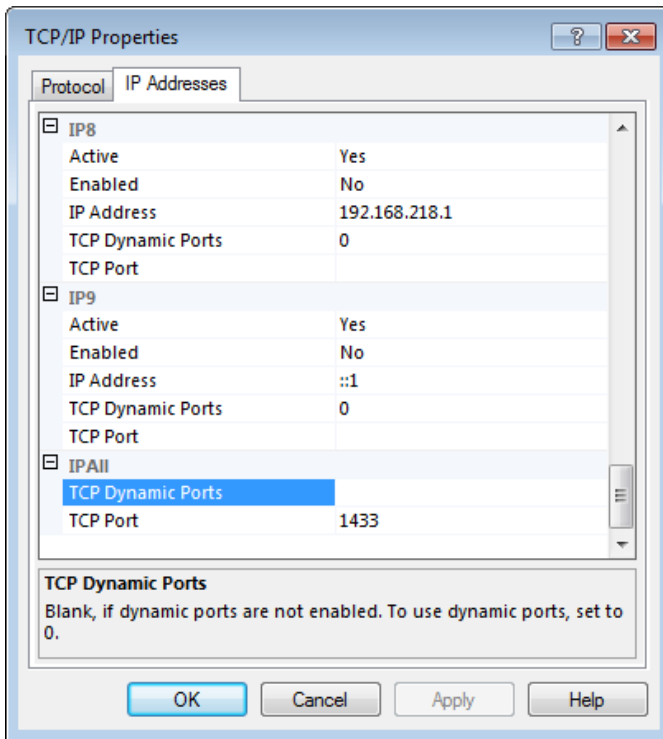 TCP/IP Properties
Protocol IP Addresses
IP8
Active Yes
Enabled No
IP Address 192.168.218.1
TCP Dynamic Ports 0
TCP Port
IP9
Active Yes
Enabled No
IP Address ::1
TCP Dynamic Ports 0
TCP Port
IPAll
TCP Dynamic Ports
TCP Port 1433
TCP Dynamic Ports
Blank, if dynamic ports are not enabled. To use dynamic ports, set to
0.
OK Cancel Apply Help